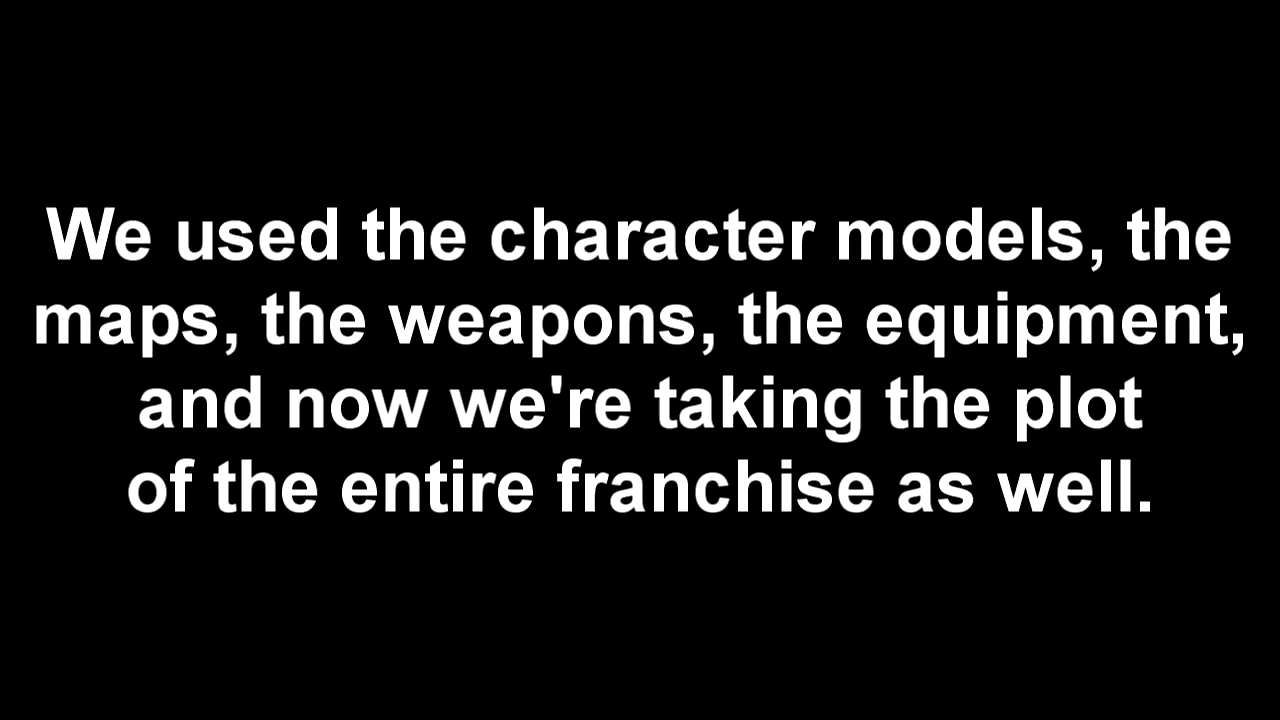 We used the character models, the
maps, the weapons, the equipment,
and now we're taking the plot
of the entire franchise as well.